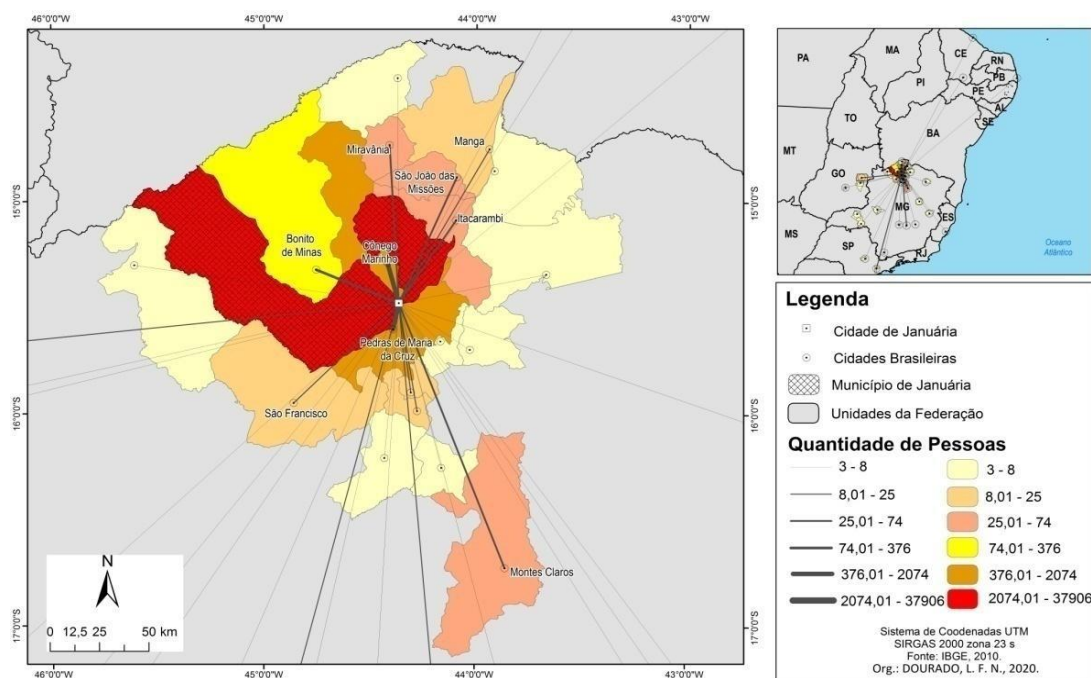 46°0'0"O
45°0'0"O
44°0'0"O
43°0'0"O
15°0'0"S
16°0'0"S
17°0'0"S
Miravânia
Manga
São João das
Missões
Itacarambi
Bonito
de Minas
Cônego
Marinho
Pedras de Maria
da Cruz
São Francisco
Montes Claros
N
0 12,5 25 50 km
15°0'0"S
16°0'0"S
17°0'0"S
46°0'0"O
45°0'0"O
44°0'0"O
43°0'0"O
PA
MA
CE
RN
PB
PI
PE
AL
SE
TO
BA
MT
GO
MG
ES
MS
SP
RJ
Oceano
Atlântico
Legenda
Cidade de Januária
Cidades Brasileiras
Município de Januária
Unidades da Federação
Quantidade de Pessoas
3 - 8 3 - 8
8,01 - 25 8,01 - 25
25,01 - 74 25,01 - 74
74,01 - 376 74,01 - 376
376,01 - 2074 376,01 - 2074
2074,01 - 37906 2074,01 - 37906
Sistema de Coodenadas UTM
SIRGAS 2000 zona 23 s
Fonte: IBGE, 2010.
Org.: DOURADO, L. F. N., 2020.